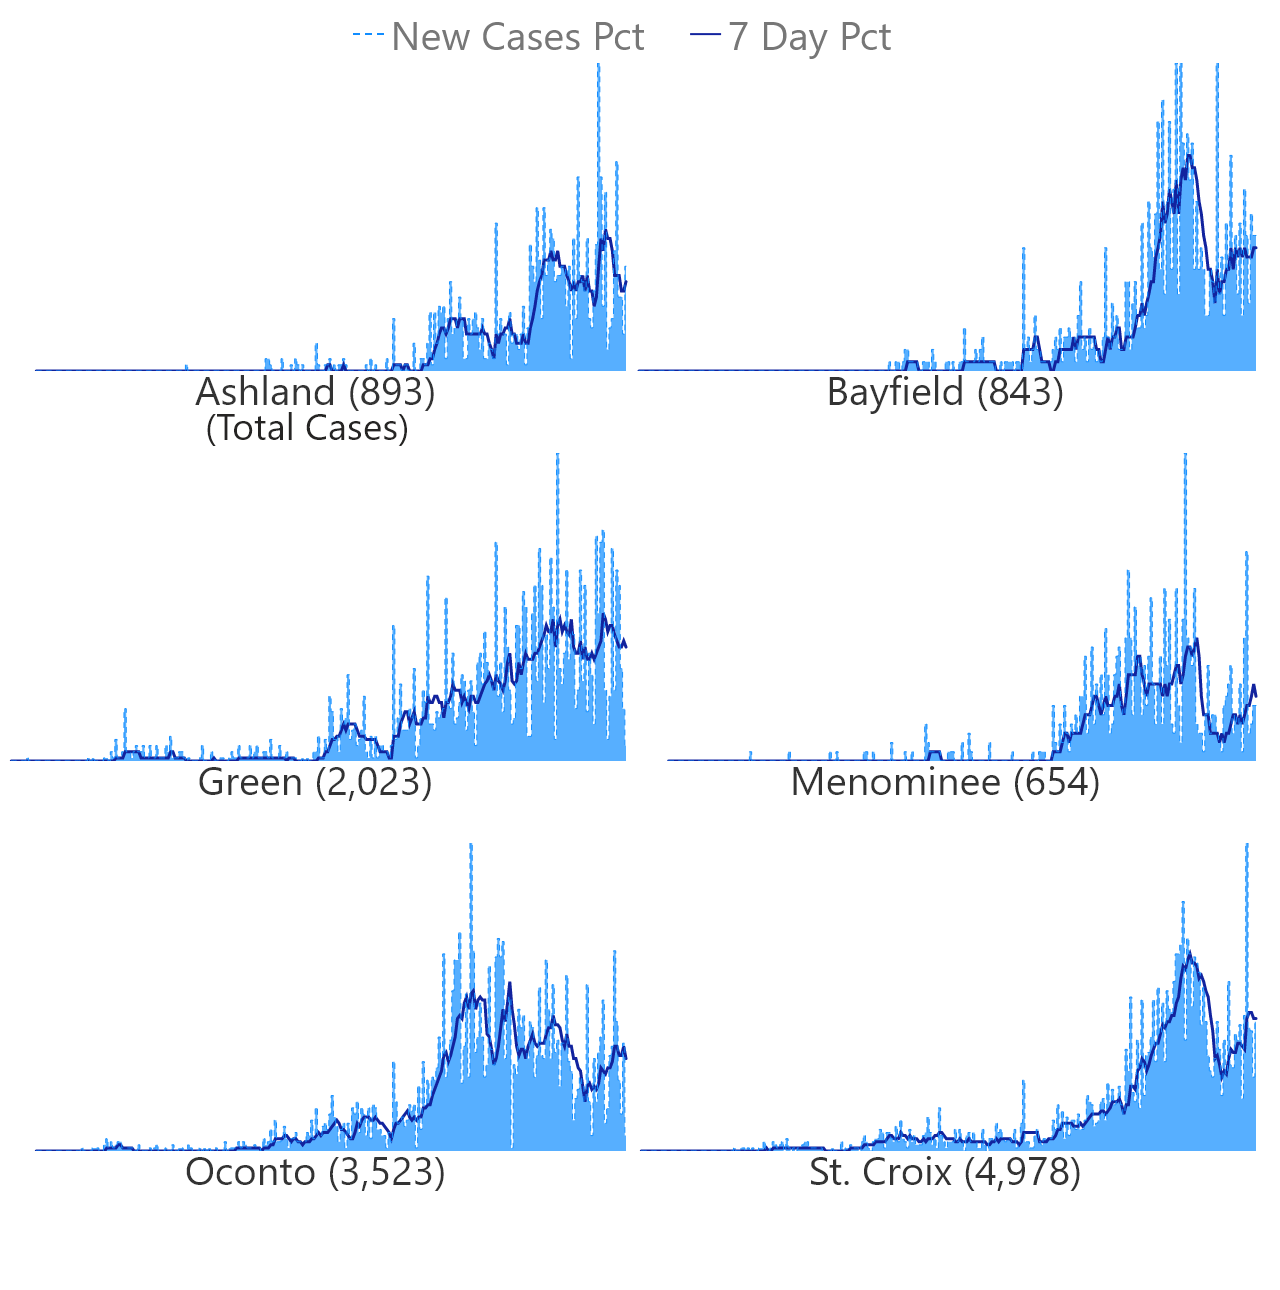 New Cases Pct 7 Day Pct
Ashland (893) Bayfield (843)
(Total Cases)
Green (2,023) Menominee (654)
Oconto (3,523) St. Croix (4,978)